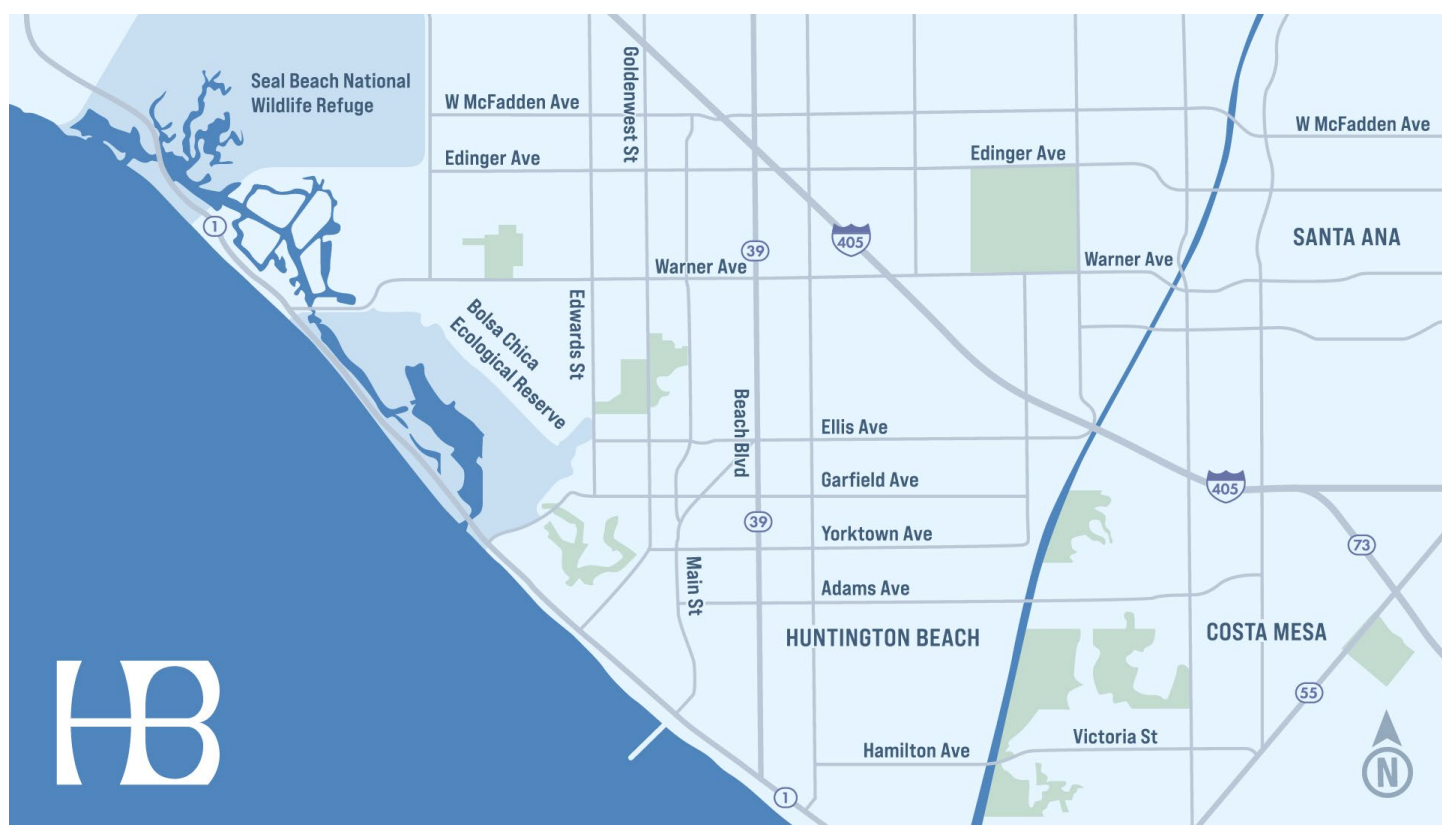 Seal Beach National
Wildlife Refuge
W McFadden Ave
Goldenwest St
W McFadden Ave
Edinger Ave
Edinger Ave
1
39
405
SANTA ANA
Warner Ave
Warner Ave
Bolsa Chica
Ecological Reserve
Edwards St
Beach Blvd
Ellis Ave
Garfield Ave
405
39
Yorktown Ave
73
Main St
Adams Ave
HUNTINGTON BEACH
COSTA MESA
HB
55
Hamilton Ave
Victoria St
N
1